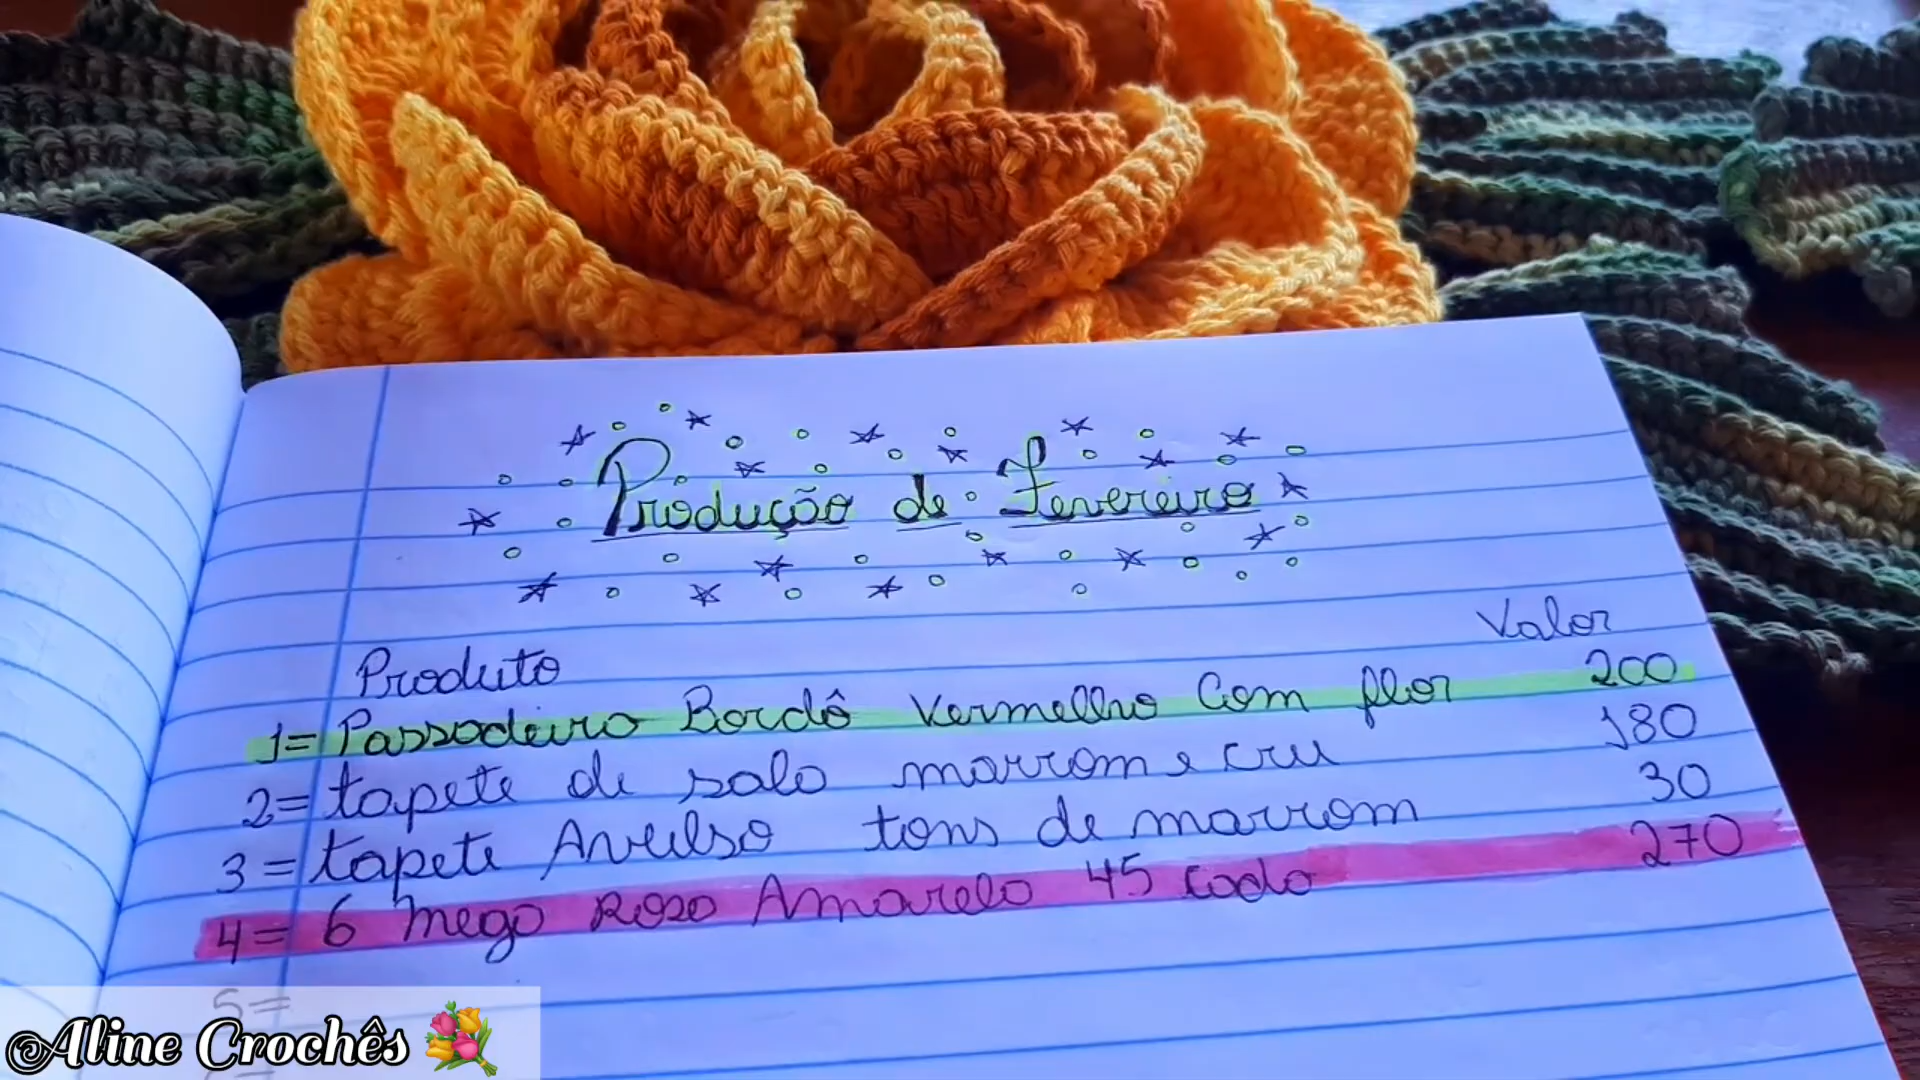 Produção de Fevereiro
Produto Valor
1= Passadeira Bordô Vermelho Com flor 200
2= tapete de sala marrom e cru 180
3= tapete Avulso tons de marrom 30
4= 6 Mega Rosa Amarelo 45 cada 270
5=
Aline Crochês